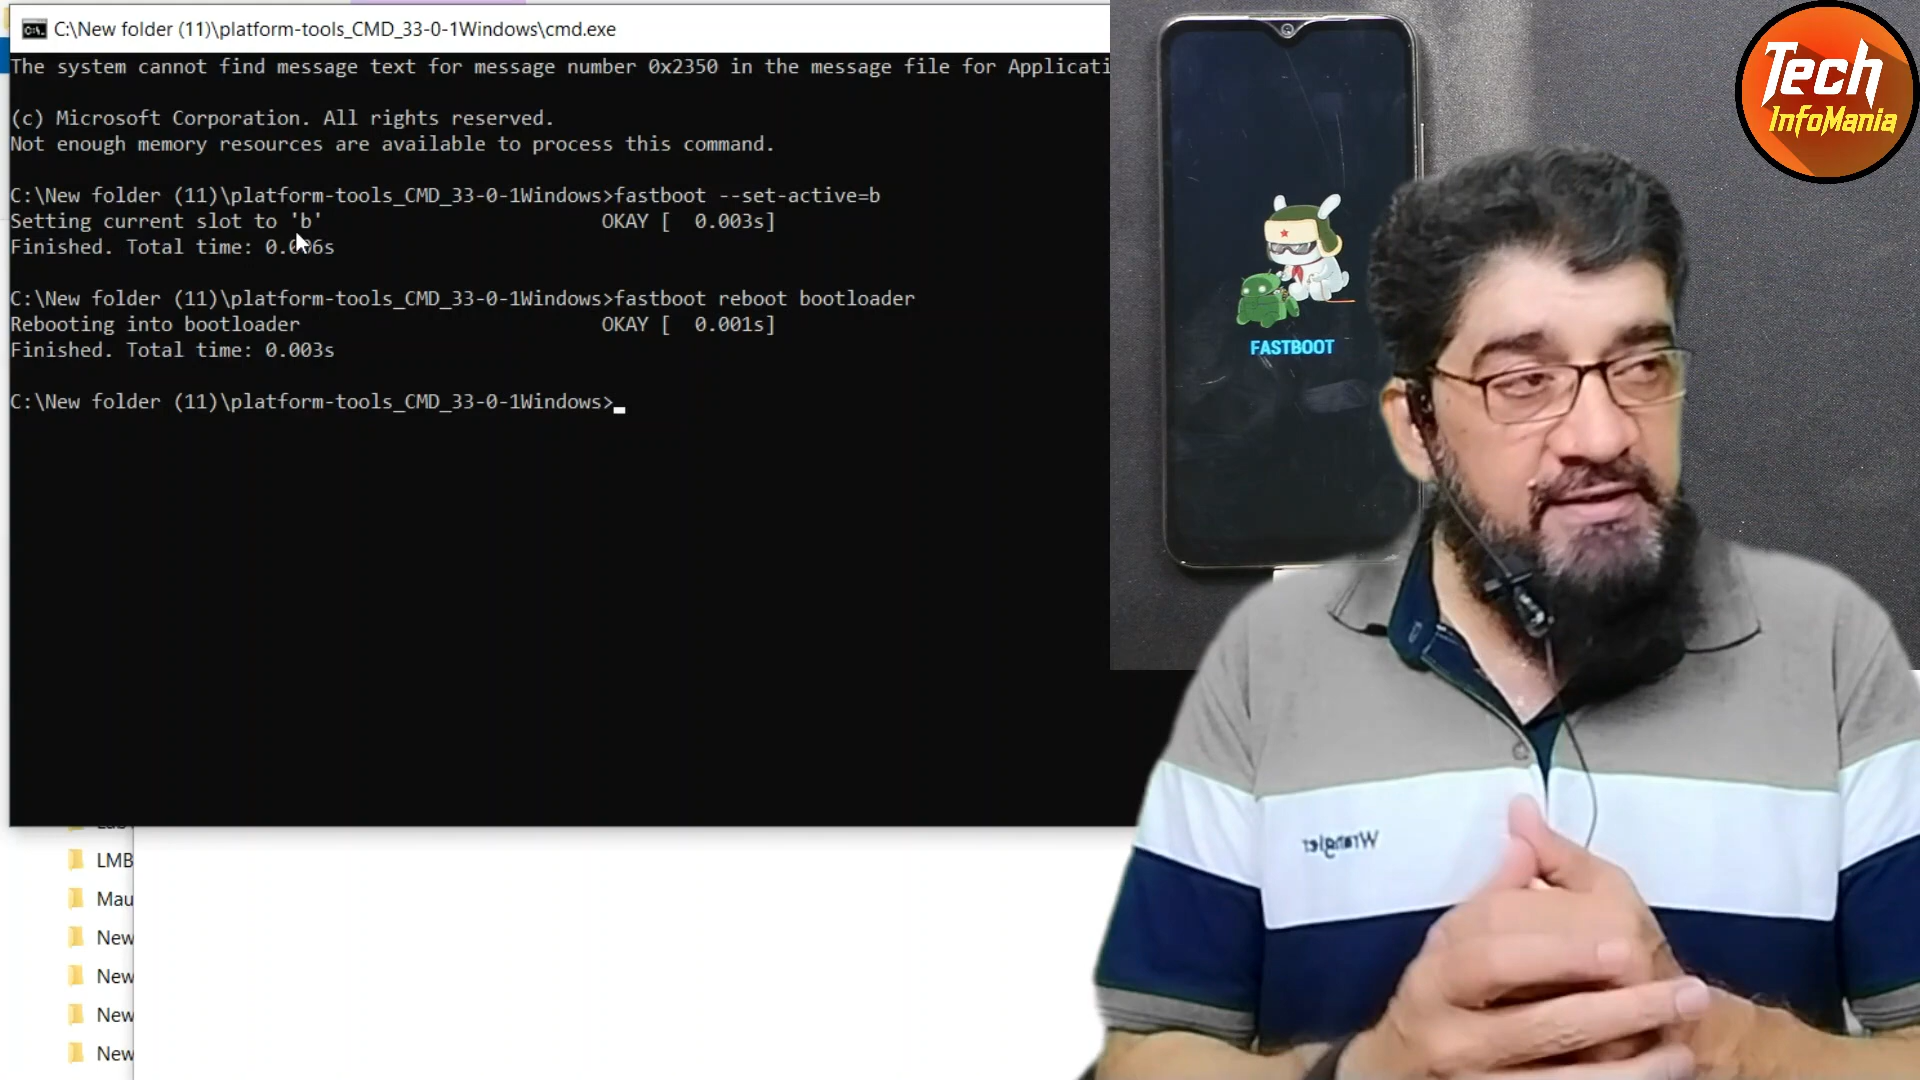 C:\New folder (11)\platform-tools_CMD_33-0-1Windows\cmd.exe
The system cannot find message text for message number 0x2350 in the message file for Applicati
(c) Microsoft Corporation. All rights reserved.
Not enough memory resources are available to process this command.
C:\New folder (11)\platform-tools_CMD_33-0-1Windows>fastboot --set-active=b
Setting current slot to 'b' OKAY [ 0.003s]
Finished. Total time: 0.006s
C:\New folder (11)\platform-tools_CMD_33-0-1Windows>fastboot reboot bootloader
Rebooting into bootloader OKAY [ 0.001s]
Finished. Total time: 0.003s
C:\New folder (11)\platform-tools_CMD_33-0-1Windows>
LMB
Mau
New
New
New
New
FASTBOOT
Tech
InfoMania
Wrangler